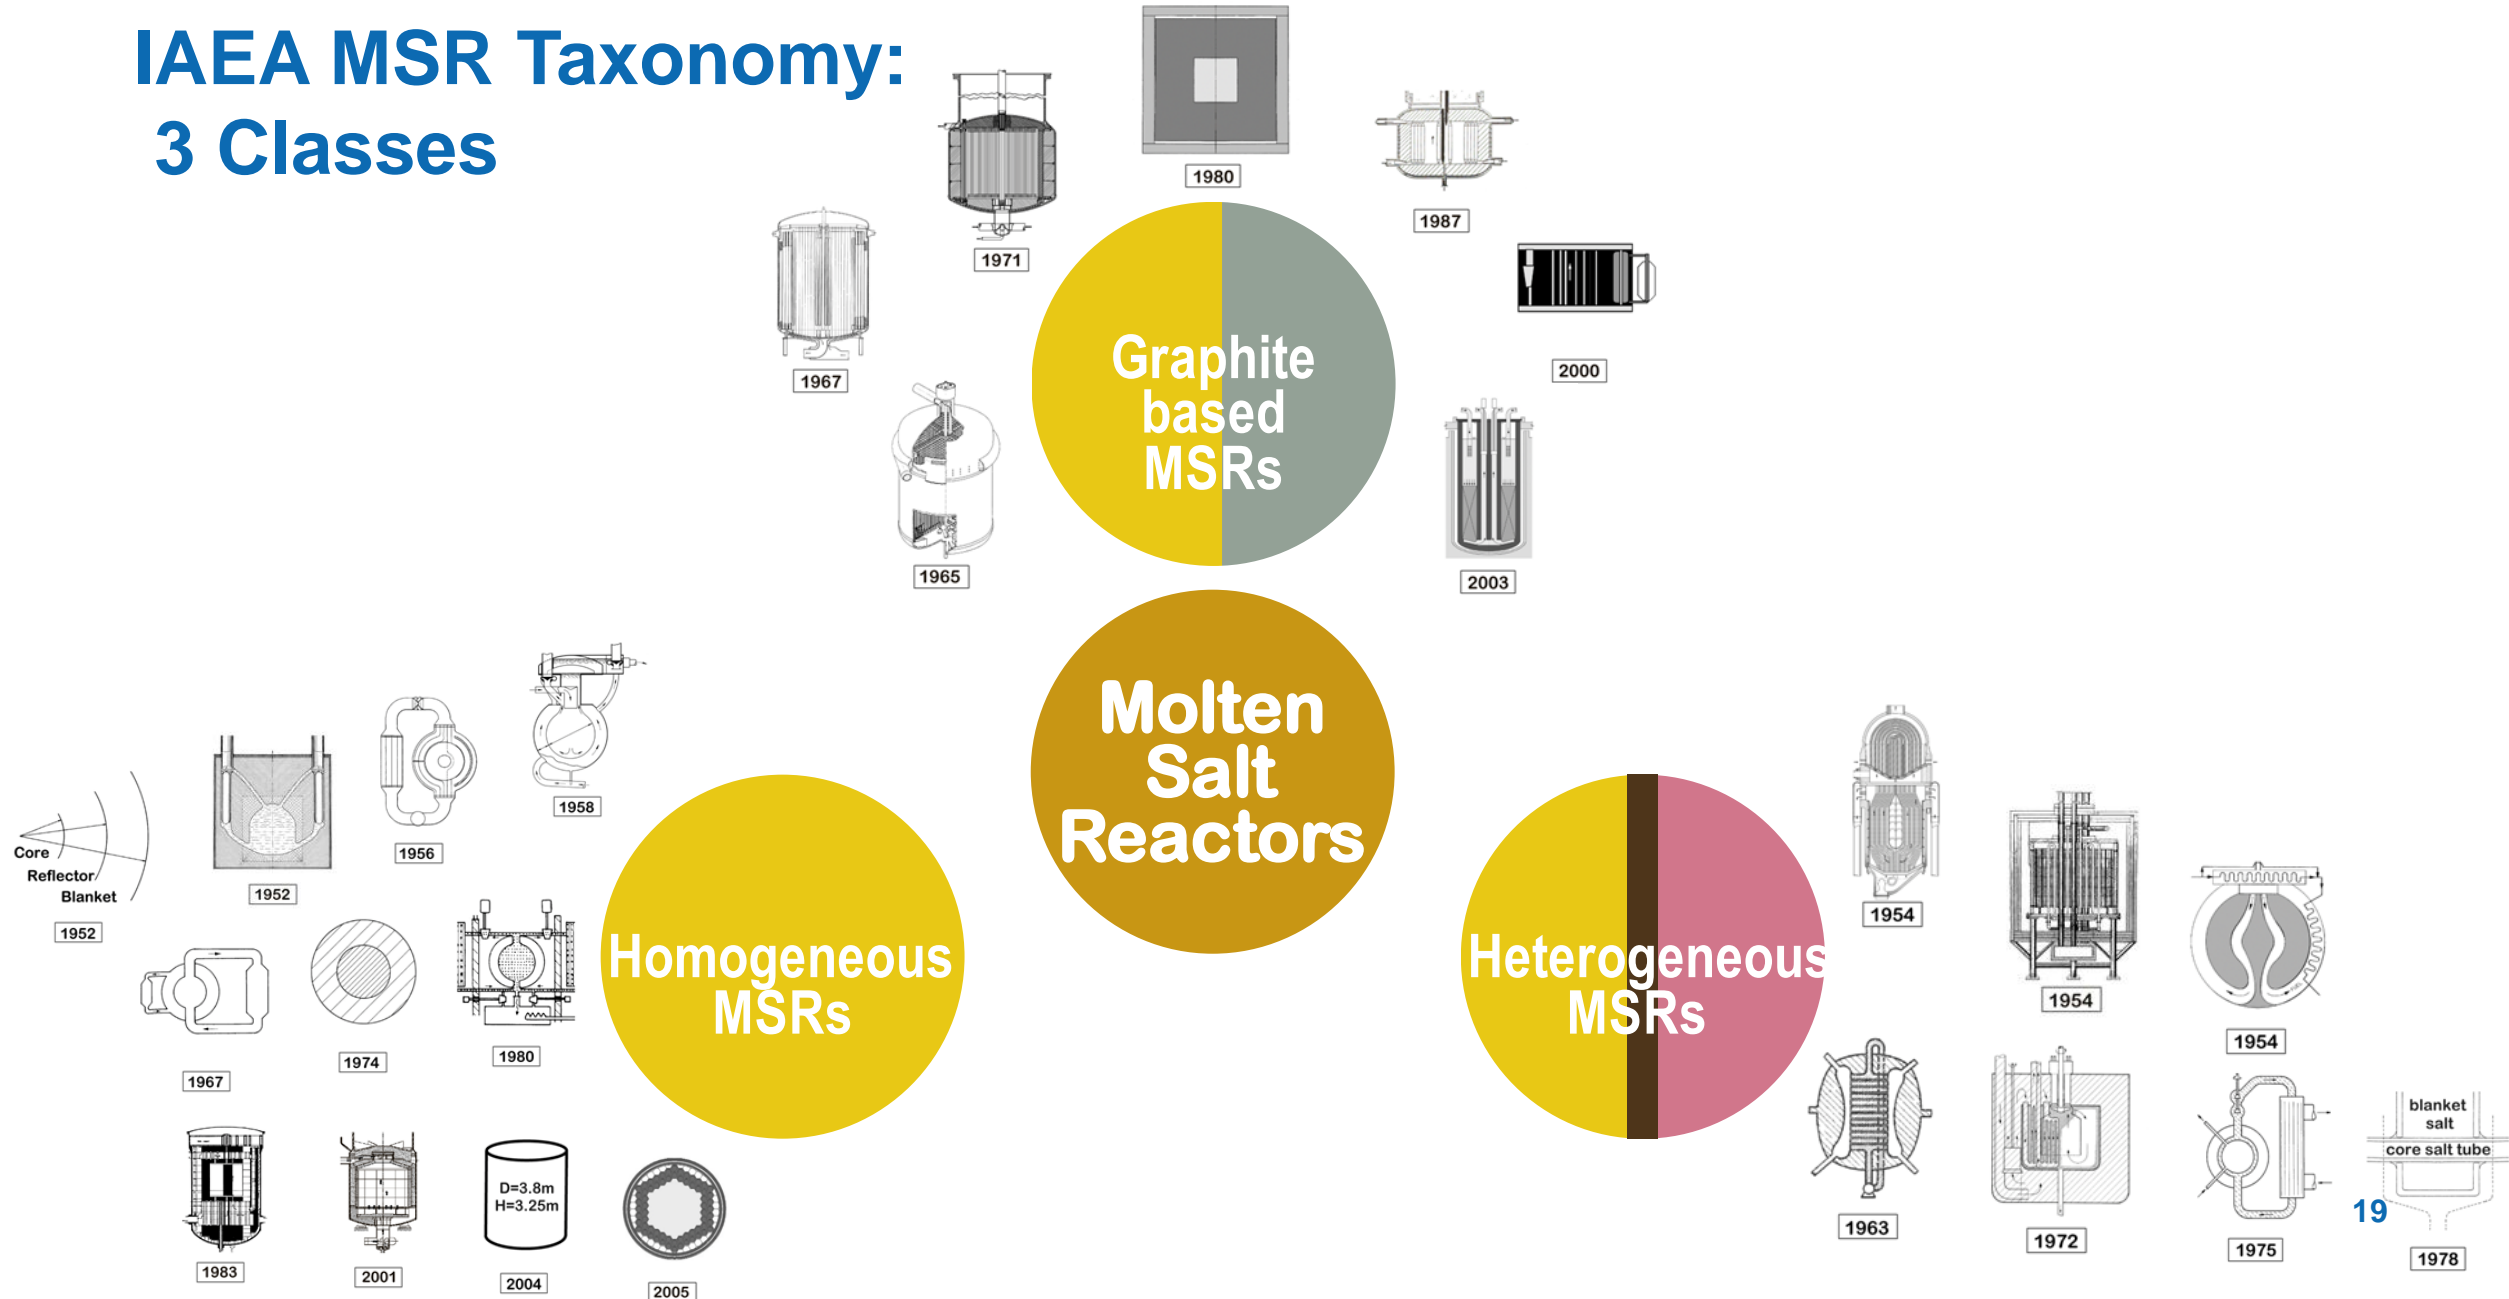 IAEA MSR Taxonomy:
3 Classes
1980
1987
1971
2000
1967
1965
2003
Graphite
based
MSRs
Molten
Salt
Reactors
Homogeneous
MSRs
Heterogeneous
MSRs
Core
Reflector
Blanket
1952
1952
1956
1958
1967
1974
1980
1983
2001
D=3.8m
H=3.25m
2004
2005
1954
1954
FUEL
1954
1963
1972
1975
blanket
salt
core salt tube
1978
19